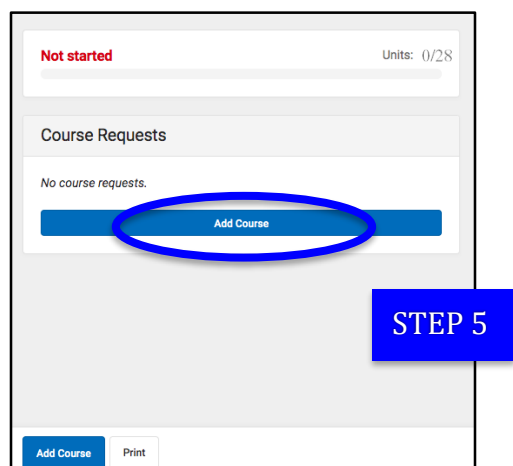 Not started Units: 0/28
Course Requests
No course requests.
Add Course
STEP 5
Add Course Print